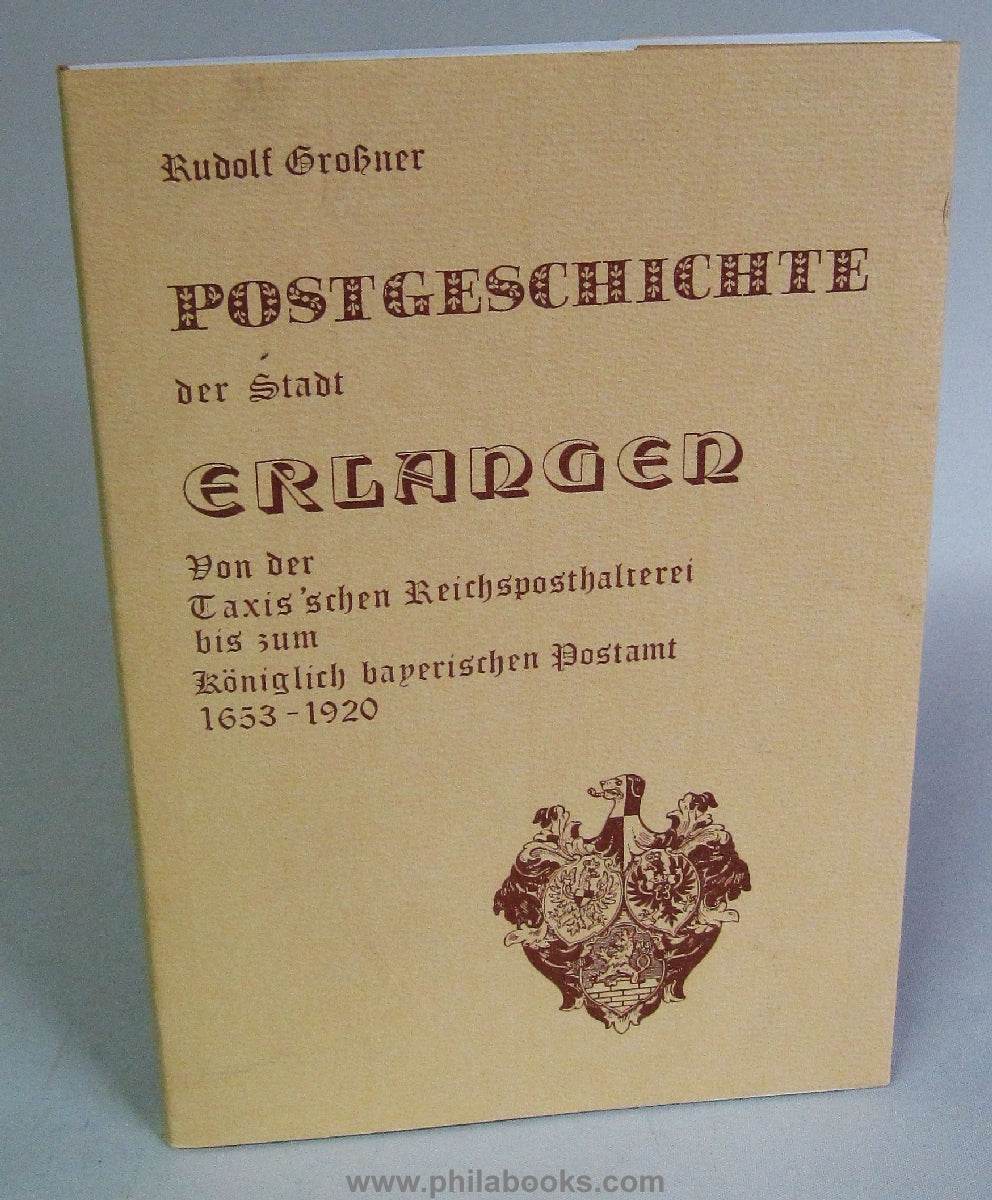 Rudolf Großner
POSTGESCHICHTE
der Stadt
ERLANGEN
Von der
Taxis'schen Reichsposthalterei
bis zum
Königlich bayerischen Postamt
1653-1920
www.philabooks.com